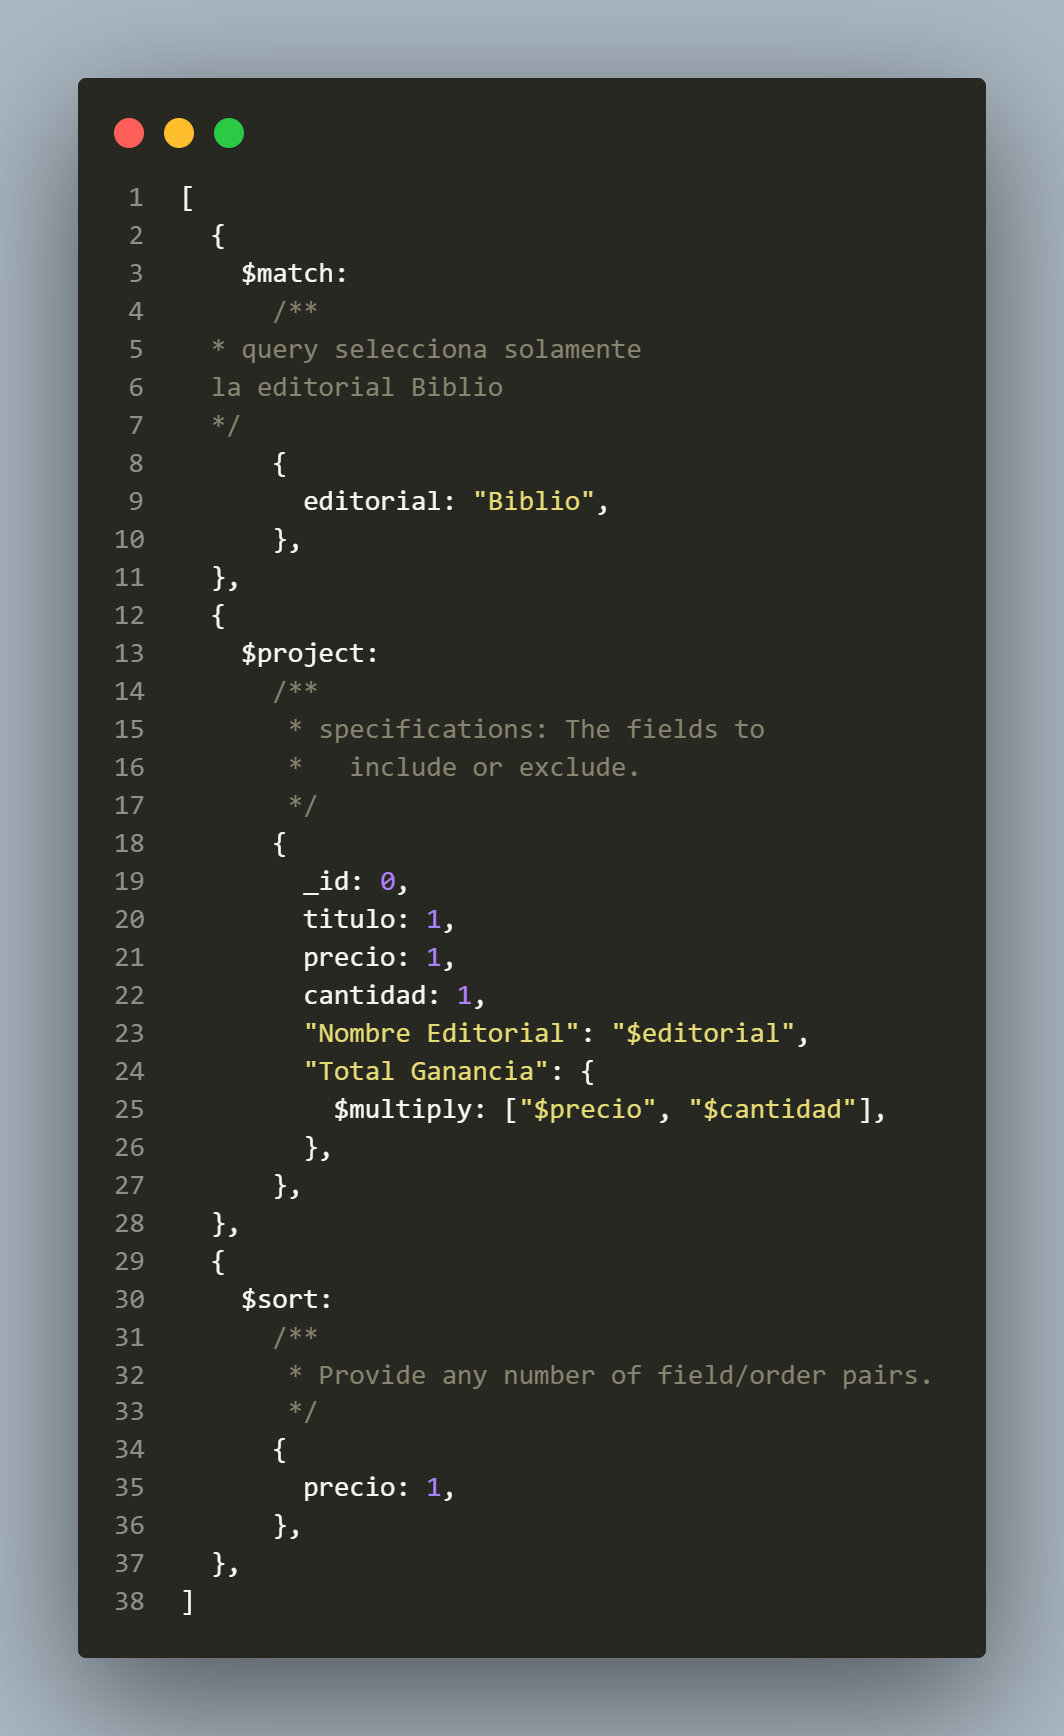 1 [
2   {
3     $match:
4       /**
5   * query selecciona solamente
6   la editorial Biblio
7   */
8       {
9         editorial: "Biblio",
10       },
11   },
12   {
13     $project:
14       /**
15        * specifications: The fields to
16        *   include or exclude.
17        */
18       {
19         _id: 0,
20         titulo: 1,
21         precio: 1,
22         cantidad: 1,
23         "Nombre Editorial": "$editorial",
24         "Total Ganancia": {
25           $multiply: ["$precio", "$cantidad"],
26         },
27       },
28   },
29   {
30     $sort:
31       /**
32        * Provide any number of field/order pairs.
33        */
34       {
35         precio: 1,
36       },
37   },
38 ]